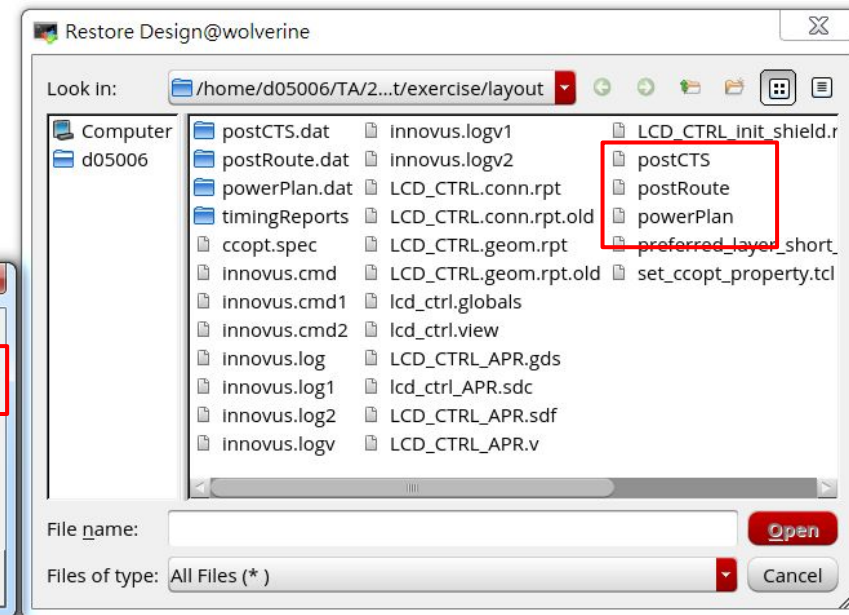 Restore Design@wolverine
Look in:
/home/d05006/TA/2...t/exercise/layout
Computer
d05006
postCTS.dat
postRoute.dat
powerPlan.dat
timingReports
ccopt.spec
innovus.cmd
innovus.cmd1
innovus.cmd2
innovus.log
innovus.log1
innovus.log2
innovus.logv
innovus.logv1
innovus.logv2
LCD_CTRL.conn.rpt
LCD_CTRL.conn.rpt.old
LCD_CTRL.geom.rpt
LCD_CTRL.geom.rpt.old
lcd_ctrl.globals
lcd_ctrl.view
LCD_CTRL_APR.gds
lcd_ctrl_APR.sdc
LCD_CTRL_APR.sdf
LCD_CTRL_APR.v
LCD_CTRL_init_shield.r
postCTS
postRoute
powerPlan
preferred_layer_short_
set_ccopt_property.tcl
File name:
Open
Files of type: All Files (* )
Cancel